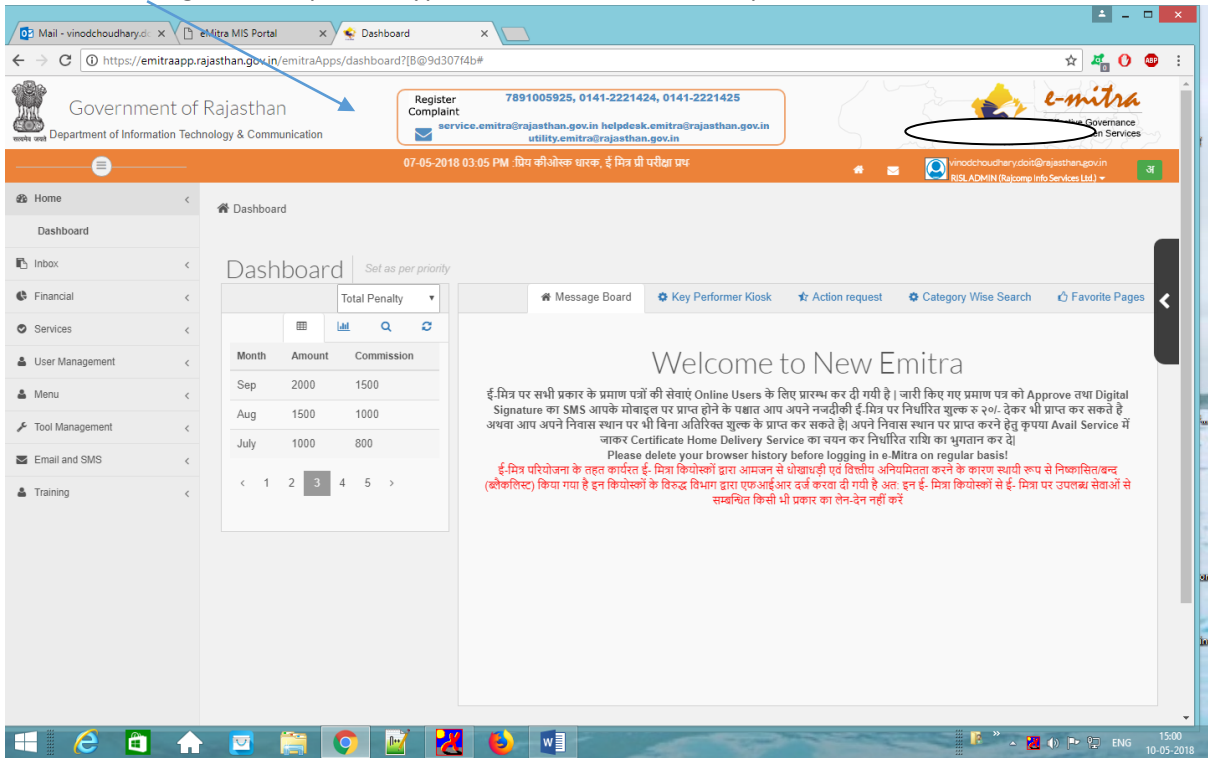 Mail - vinodchoudhary.do
eMitra MIS Portal
Dashboard
https://emitraapp.rajasthan.gov.in/emitraApps/dashboard?[B@9d307f4b#
Government of Rajasthan
Department of Information Technology & Communication
Register Complaint
7891005925, 0141-2221424, 0141-2221425
service.emitra@rajasthan.gov.in helpdesk.emitra@rajasthan.gov.in
utility.emitra@rajasthan.gov.in
e-mitra
Governance
Services
07-05-2018 03:05 PM :प्रिय कीओस्क धारक, ई मित्र प्री परीक्षा प्रथ
vinodchoudhary.doit@rajasthan.gov.in
RISL ADMIN (Rajcomp Info Services Ltd.)
अ
Home
Dashboard
Inbox
Financial
Services
User Management
Menu
Tool Management
Email and SMS
Training
Dashboard
Dashboard
Set as per priority
Total Penalty
Month Amount Commission
Sep 2000 1500
Aug 1500 1000
July 1000 800
‹ 1 2 3 4 5 ›
Message Board
Key Performer Kiosk
Action request
Category Wise Search
Favorite Pages
Welcome to New Emitra
ई-मित्र पर सभी प्रकार के प्रमाण पत्रों की सेवाएं Online Users के लिए प्रारम्भ कर दी गयी है | जारी किए गए प्रमाण पत्र को Approve तथा Digital
Signature का SMS आपके मोबाइल पर प्राप्त होने के पश्चात आप अपने नजदीकी ई-मित्र पर निर्धारित शुल्क रु २०/- देकर भी प्राप्त कर सकते है
अथवा आप अपने निवास स्थान पर भी बिना अतिरिक्त शुल्क के प्राप्त कर सकते है| अपने निवास स्थान पर प्राप्त करने हेतु कृपया Avail Service में
जाकर Certificate Home Delivery Service का चयन कर निर्धारित राशि का भुगतान कर दे|
Please delete your browser history before logging in e-Mitra on regular basis!
ई-मित्र परियोजना के तहत कार्यरत ई- मित्रा कियोस्कों द्वारा आमजन से धोखाधड़ी एवं वित्तीय अनियमितता करने के कारण स्थायी रूप से निष्कासित/बन्द
(ब्लैकलिस्ट) किया गया है इन कियोस्कों के विरुद्ध विभाग द्वारा एफआईआर दर्ज करवा दी गयी है अत: इन ई- मित्रा कियोस्कों से ई- मित्रा पर उपलब्ध सेवाओं से
सम्बन्धित किसी भी प्रकार का लेन-देन नहीं करें
ENG
15:00
10-05-2018